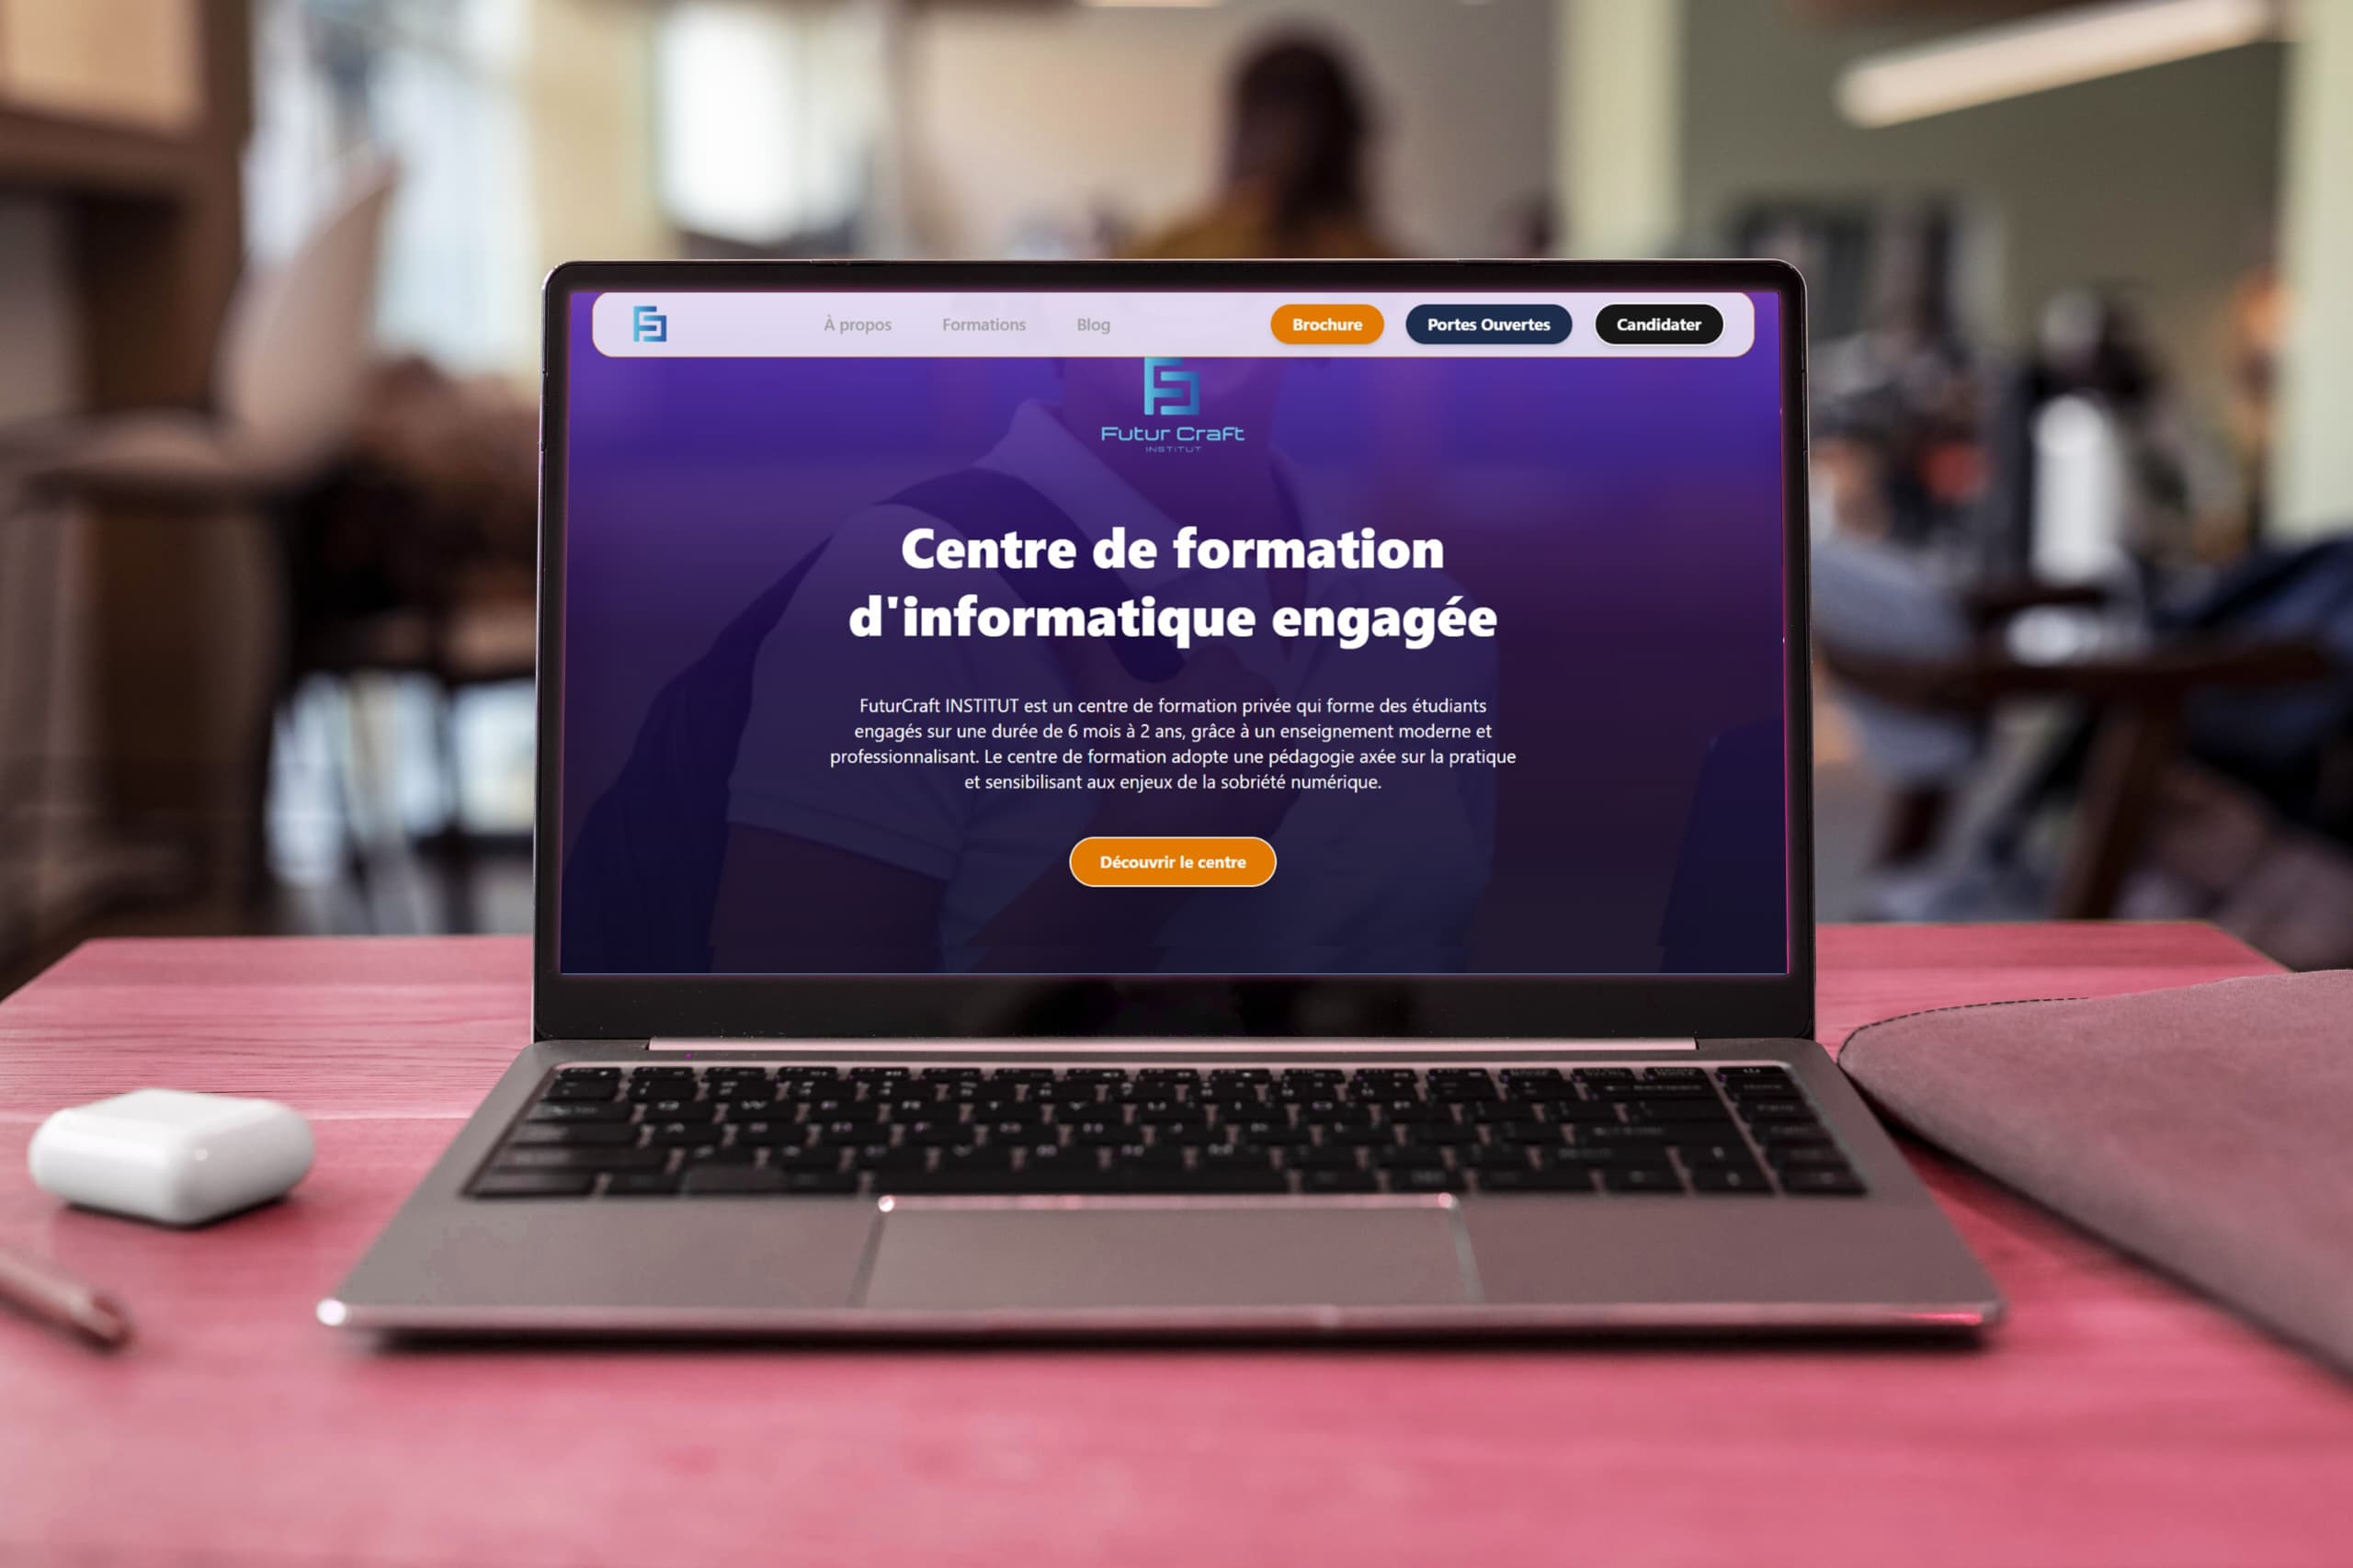 À propos Formations Blog Brochure Portes Ouvertes Candidater
Futur Craft
INSTITUT
Centre de formation
d'informatique engagée
FuturCraft INSTITUT est un centre de formation privée qui forme des étudiants
engagés sur une durée de 6 mois à 2 ans, grâce à un enseignement moderne et
professionnalisant. Le centre de formation adopte une pédagogie axée sur la pratique
et sensibilisant aux enjeux de la sobriété numérique.
Découvrir le centre